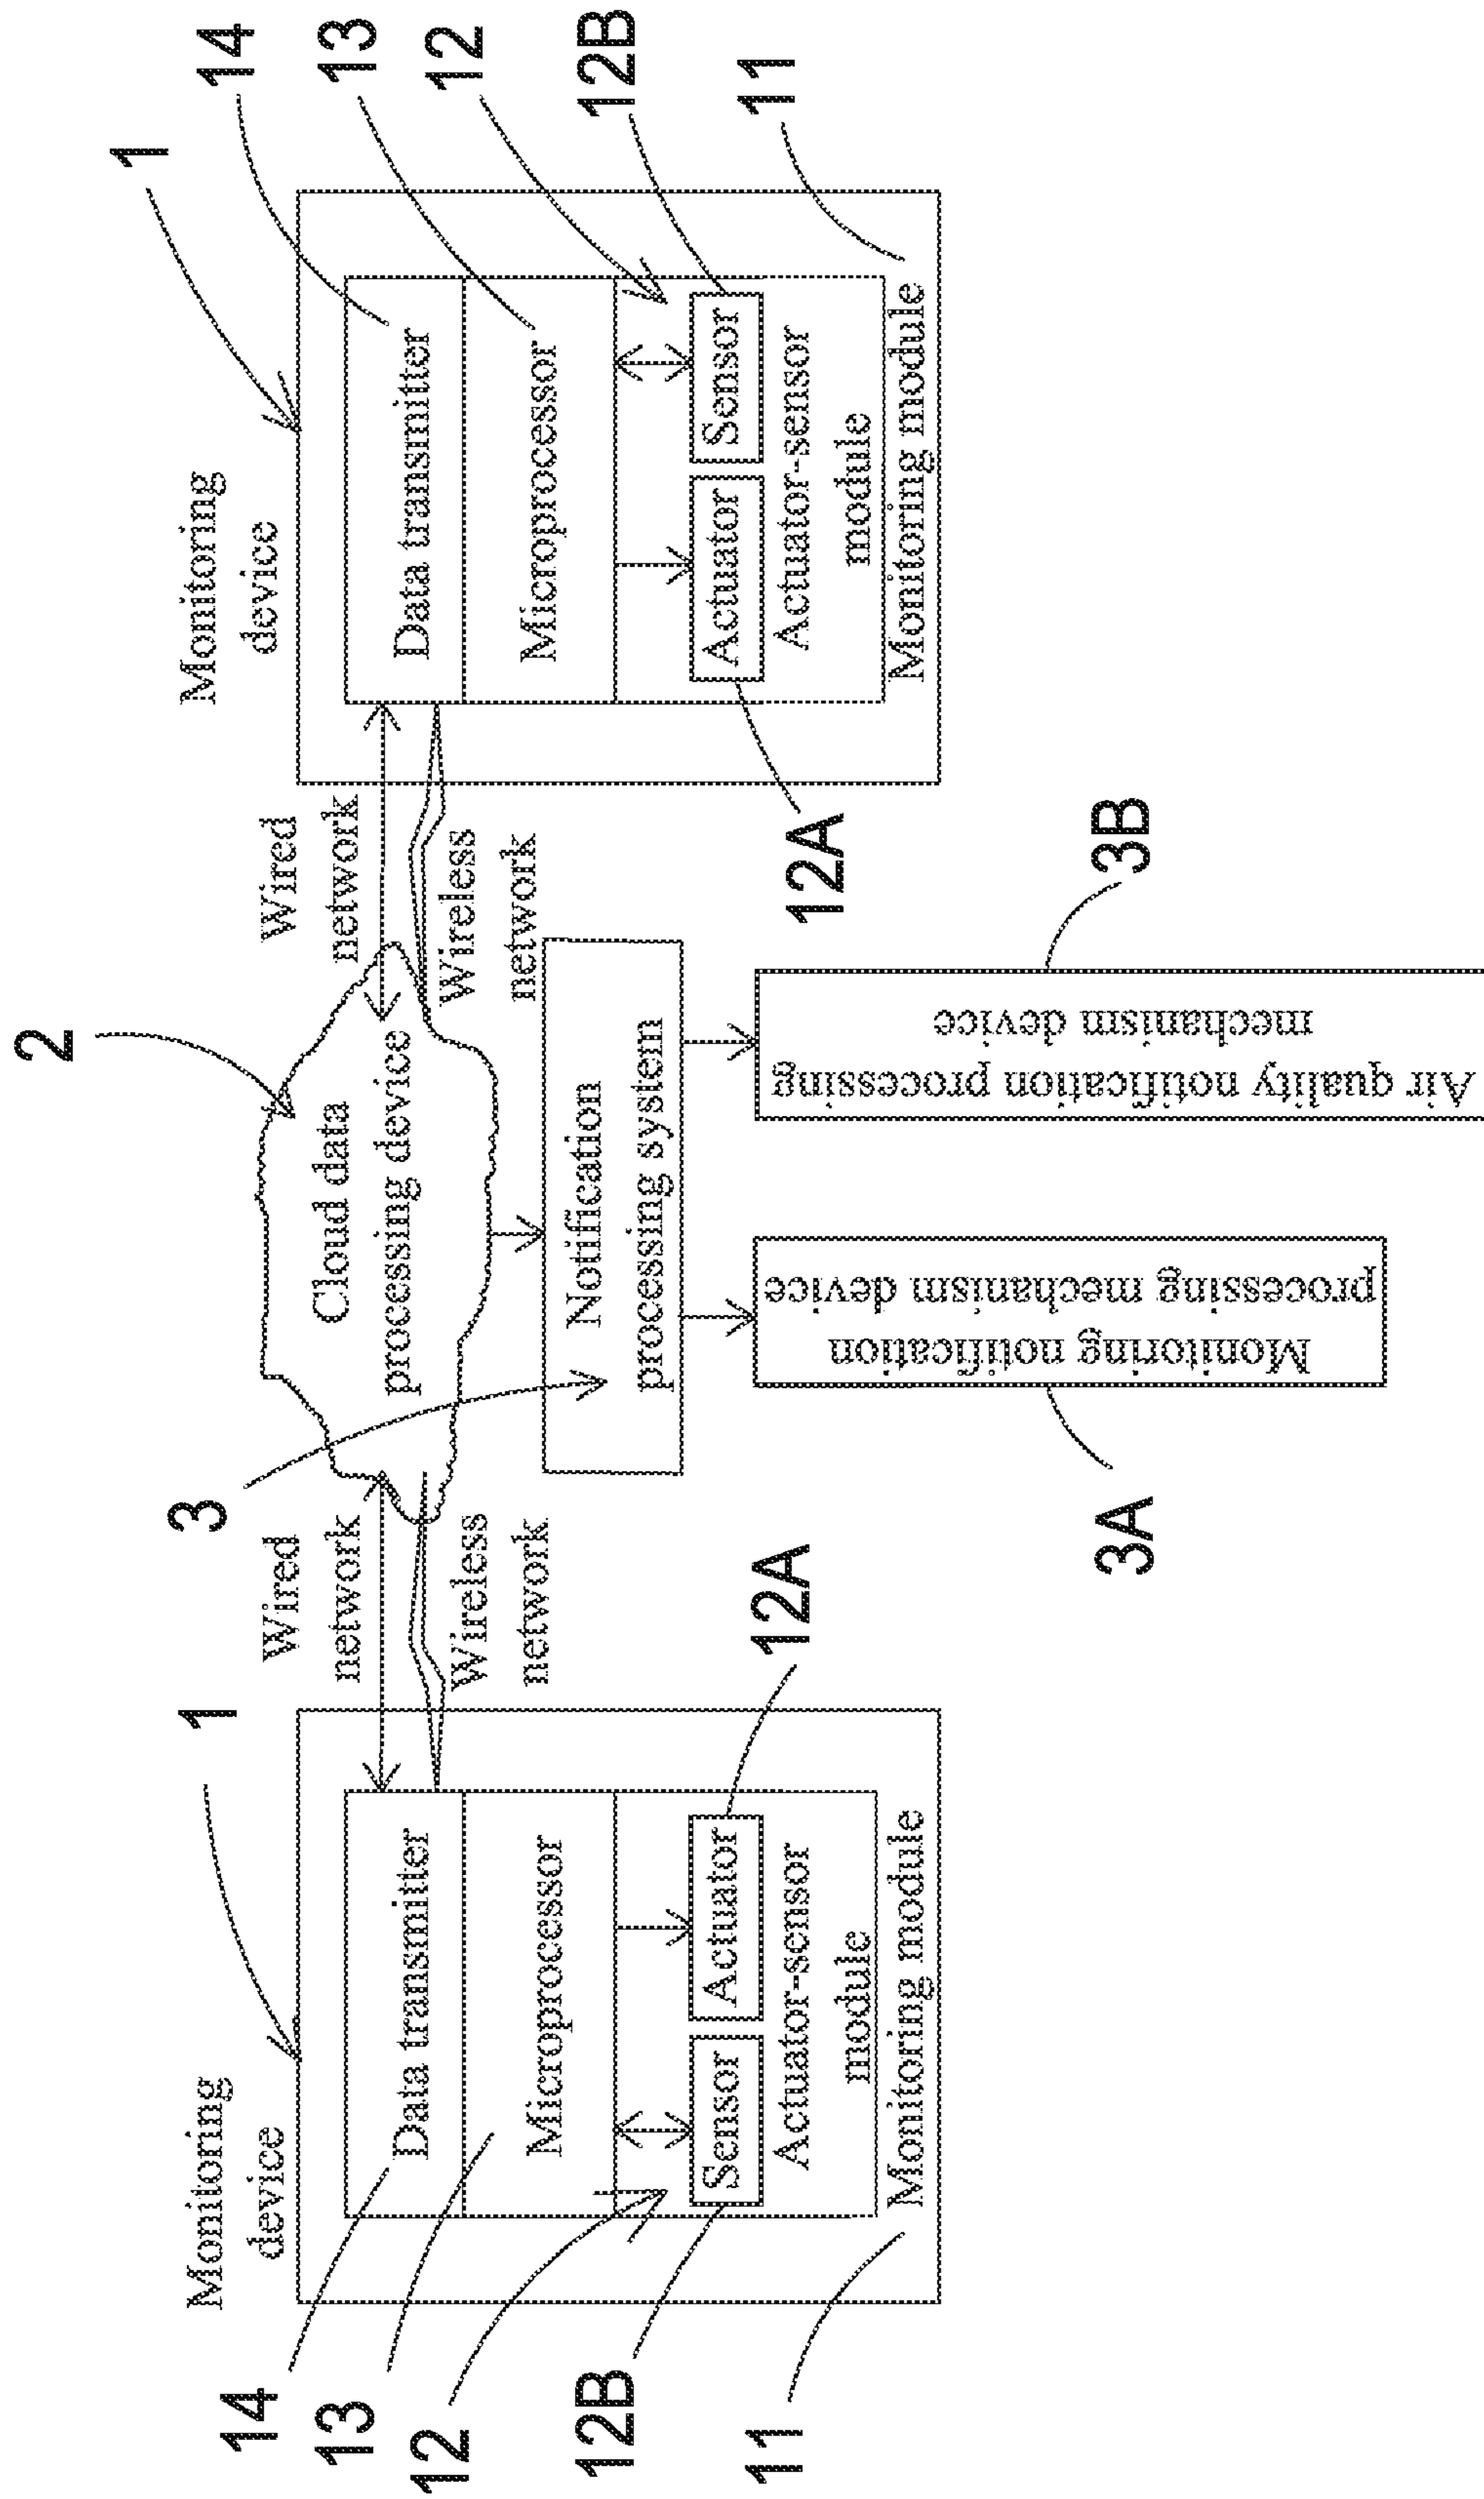 1
Monitoring
device
14
13
12
12B
11
Data transmitter
Microprocessor
Sensor
Actuator
Actuator-sensor
module
Monitoring module
12A
Wired
network
Wireless
network
2
Cloud data
processing device
3
Notification
processing system
Monitoring notification
processing mechanism device
3A
Air quality notification processing
mechanism device
3B
Wired
network
Wireless
network
1
Monitoring
device
14
13
12
12B
11
Data transmitter
Microprocessor
Actuator
Sensor
Actuator-sensor
module
Monitoring module
12A